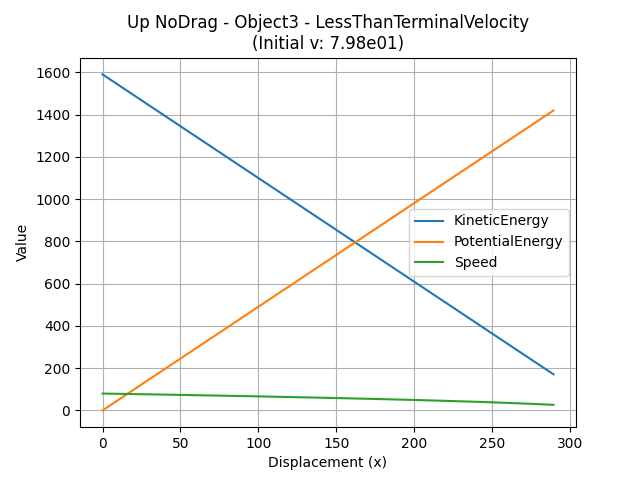 Up NoDrag - Object3 - LessThanTerminalVelocity
(Initial v: 7.98e01)
1600
1400
1200
1000
800
600
400
200
0
Value
KineticEnergy
PotentialEnergy
Speed
0 50 100 150 200 250 300
Displacement (x)